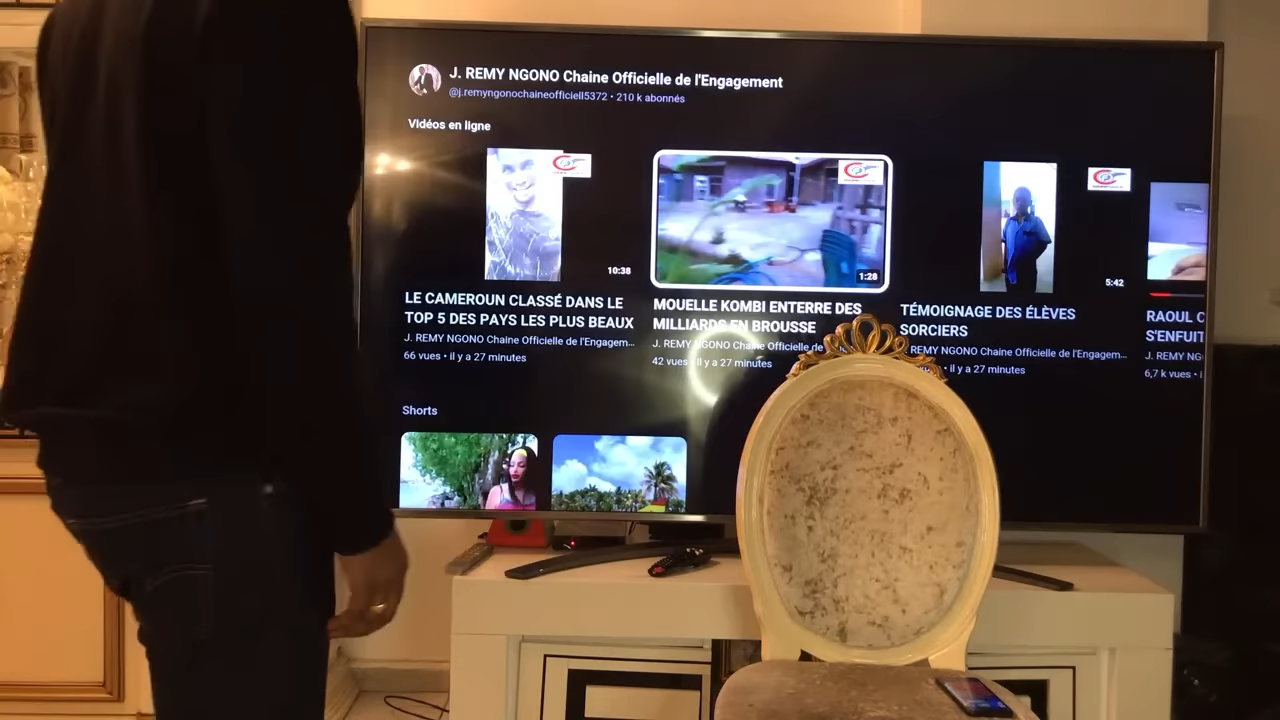 J. REMY NGONO Chaine Officielle de l'Engagement
@j.remyngonochaineofficiell5372 • 210 k abonnés
Vidéos en ligne
10:38
1:28
5:42
LE CAMEROUN CLASSÉ DANS LE
TOP 5 DES PAYS LES PLUS BEAUX
J. REMY NGONO Chaine Officielle de l'Engagem...
66 vues • il y a 27 minutes
MOUELLE KOMBI ENTERRE DES
MILLIARDS EN BROUSSE
J. REMY NGONO Chaine Officielle de
42 vues • il y a 27 minutes
TÉMOIGNAGE DES ÉLÈVES
SORCIERS
REMY NGONO Chaine Officielle de l'Engagem...
• il y a 27 minutes
RAOUL C
S'ENFUIT
J. REMY NG
6,7 k vues • i
Shorts